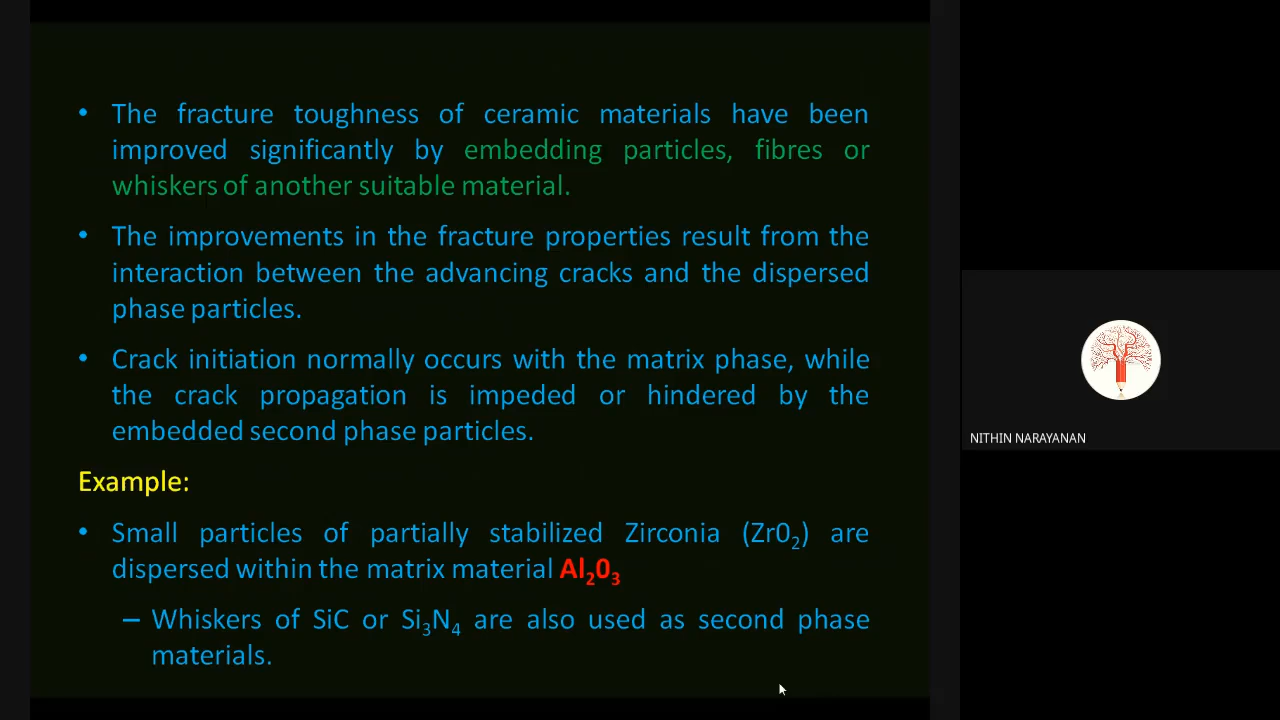 • The fracture toughness of ceramic materials have been
improved significantly by embedding particles, fibres or
whiskers of another suitable material.
• The improvements in the fracture properties result from the
interaction between the advancing cracks and the dispersed
phase particles.
• Crack initiation normally occurs with the matrix phase, while
the crack propagation is impeded or hindered by the
embedded second phase particles.
Example:
• Small particles of partially stabilized Zirconia (Zr0₂) are
dispersed within the matrix material Al₂0₃
– Whiskers of SiC or Si₃N₄ are also used as second phase
materials.
NITHIN NARAYANAN